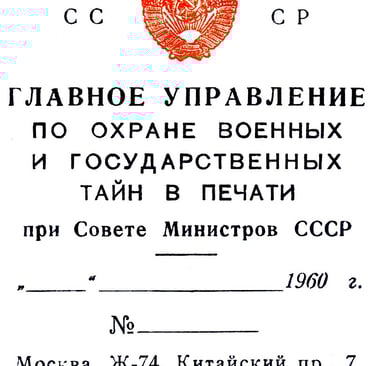 СС СР
ГЛАВНОЕ УПРАВЛЕНИЕ
ПО ОХРАНЕ ВОЕННЫХ
И ГОСУДАРСТВЕННЫХ
ТАЙН В ПЕЧАТИ
при Совете Министров СССР
„______“______________1960 г.
№__________
Москва, Ж-74, Китайский пр., 7